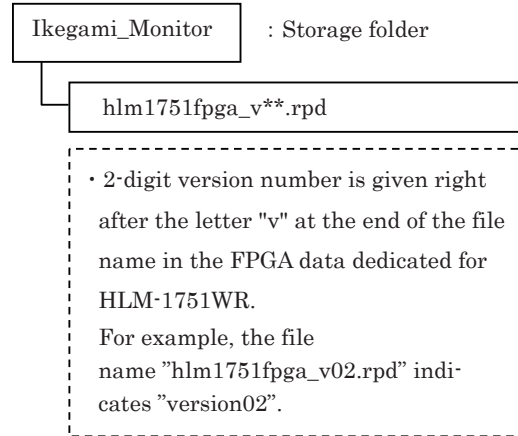 Ikegami_Monitor : Storage folder
hlm1751fpga_v**.rpd
・2-digit version number is given right
after the letter "v" at the end of the file
name in the FPGA data dedicated for
HLM-1751WR.
For example, the file
name ”hlm1751fpga_v02.rpd” indi-
cates ”version02”.